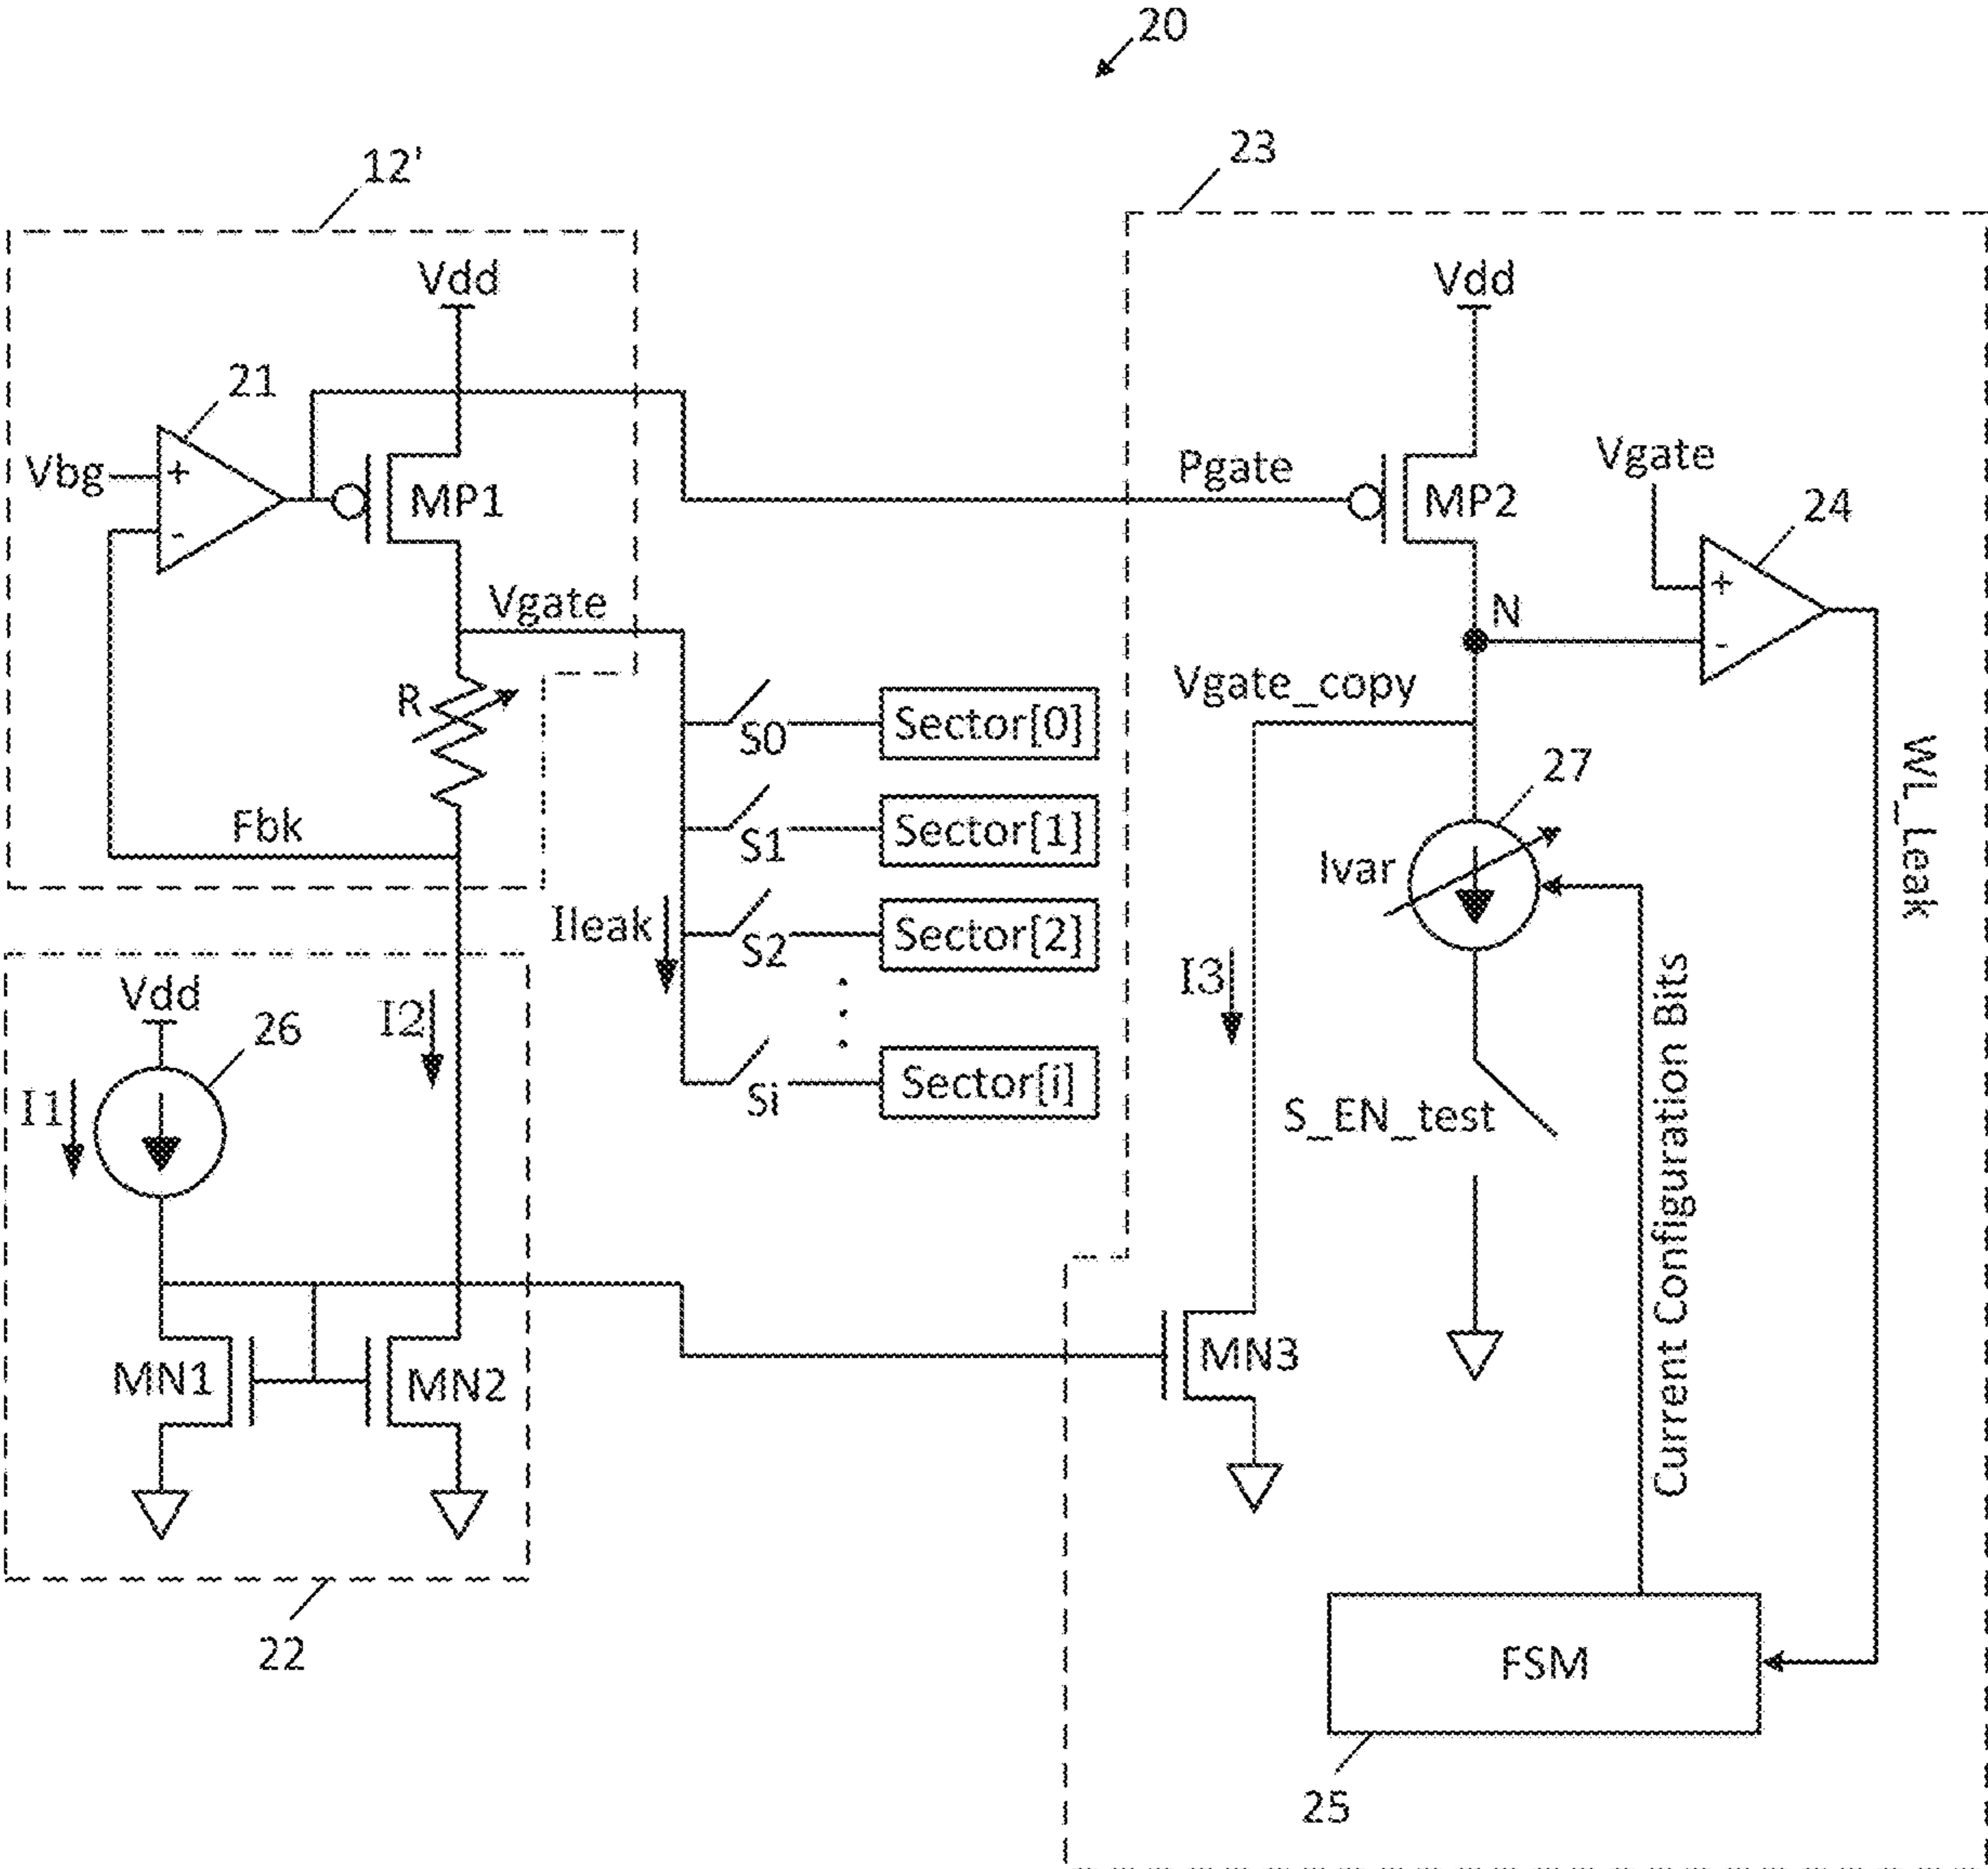 20
12'
23
Vdd
Vdd
21
Vbg
+
-
MP1
Pgate
MP2
Vgate
24
+
-
Vgate
N
R
Vgate_copy
S0
Sector[0]
27
WL_Leak
Fbk
S1
Sector[1]
Ivar
Ileak
S2
Sector[2]
Vdd
26
I2
I3
Current Configuration Bits
I1
Si
Sector[i]
S_EN_test
MN1
MN2
MN3
22
FSM
25